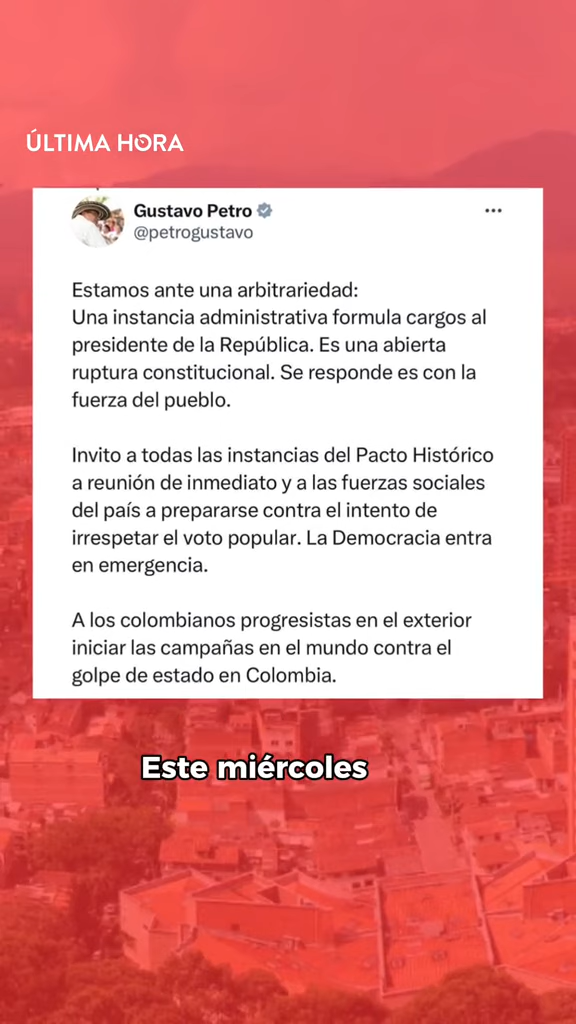 ÚLTIMA HORA
Gustavo Petro
@petrogustavo
Estamos ante una arbitrariedad:
Una instancia administrativa formula cargos al
presidente de la República. Es una abierta
ruptura constitucional. Se responde es con la
fuerza del pueblo.
Invito a todas las instancias del Pacto Histórico
a reunión de inmediato y a las fuerzas sociales
del país a prepararse contra el intento de
irrespetar el voto popular. La Democracia entra
en emergencia.
A los colombianos progresistas en el exterior
iniciar las campañas en el mundo contra el
golpe de estado en Colombia.
Este miércoles